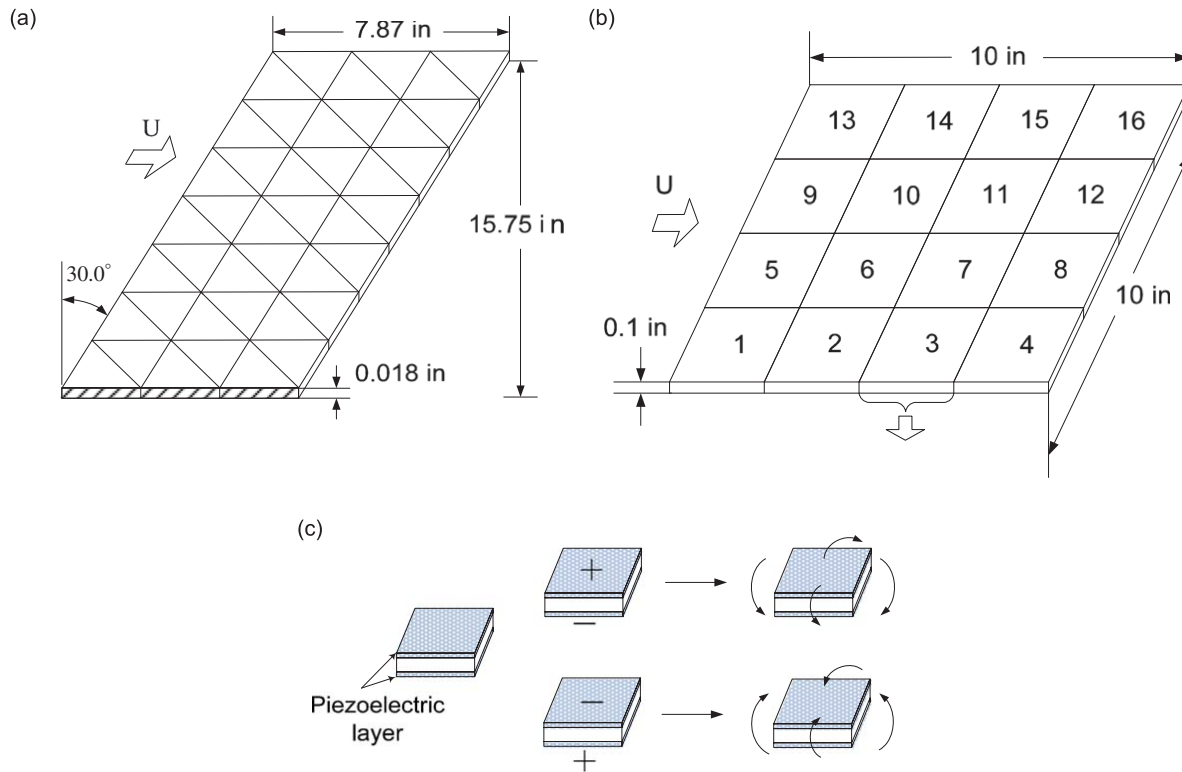 (a)
7.87 in
U
15.75 in
30.0°
0.018 in
(b)
10 in
13 14 15 16
U
9 10 11 12
5 6 7 8
10 in
0.1 in
1 2 3 4
(c)
+
−
Piezoelectric
layer
−
+